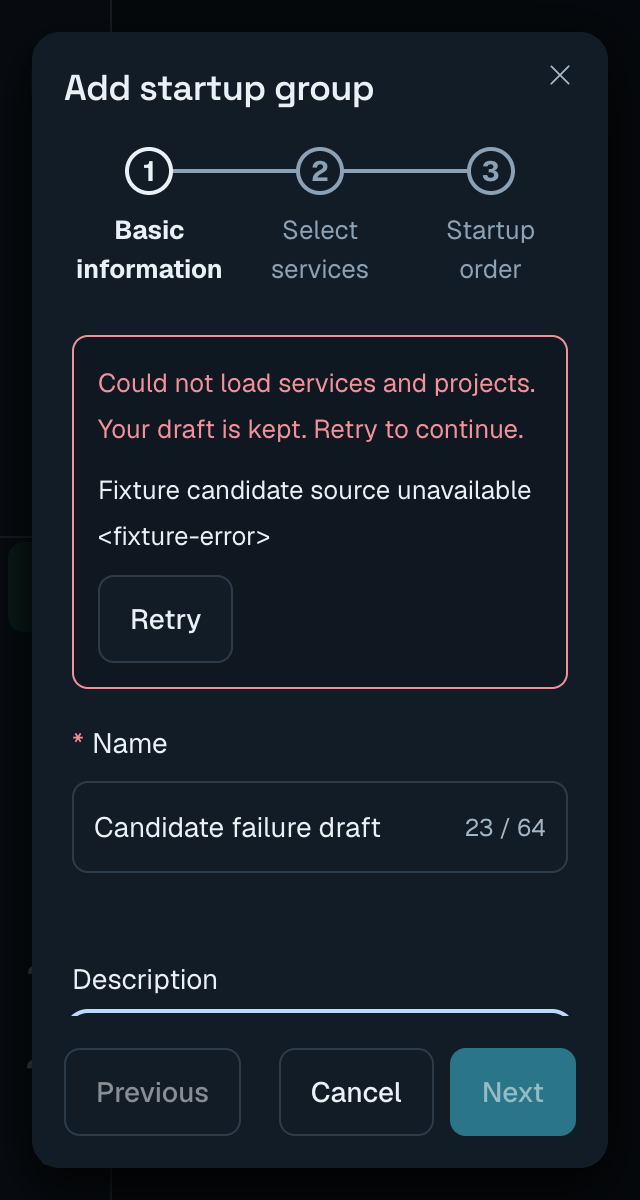 Add startup group
1
2
3
Basic
information
Select
services
Startup
order
Could not load services and projects.
Your draft is kept. Retry to continue.
Fixture candidate source unavailable
<fixture-error>
Retry
* Name
Candidate failure draft
23 / 64
Description
Previous
Cancel
Next